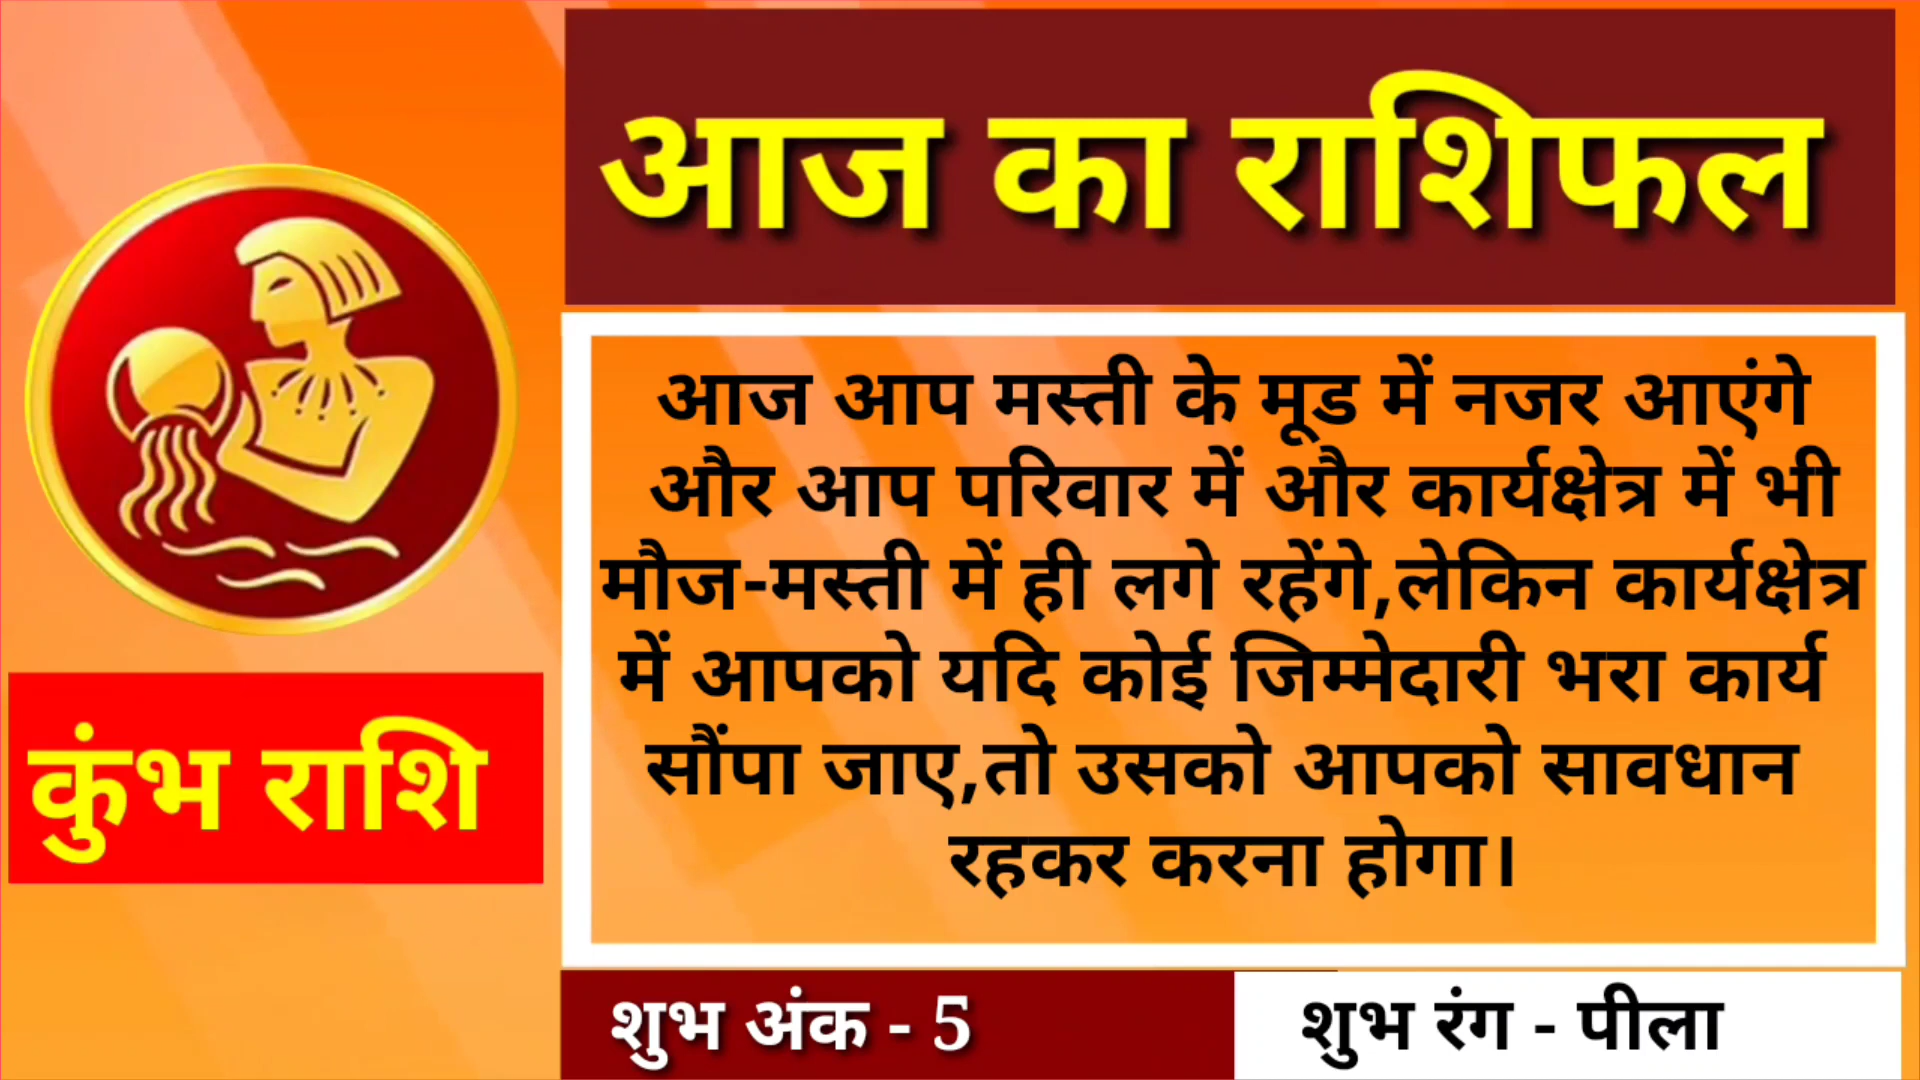 आज का राशिफल
आज आप मस्ती के मूड में नजर आएंगे
और आप परिवार में और कार्यक्षेत्र में भी
मौज-मस्ती में ही लगे रहेंगे,लेकिन कार्यक्षेत्र
में आपको यदि कोई जिम्मेदारी भरा कार्य
सौंपा जाए,तो उसको आपको सावधान
रहकर करना होगा।
कुंभ राशि
शुभ अंक - 5
शुभ रंग - पीला